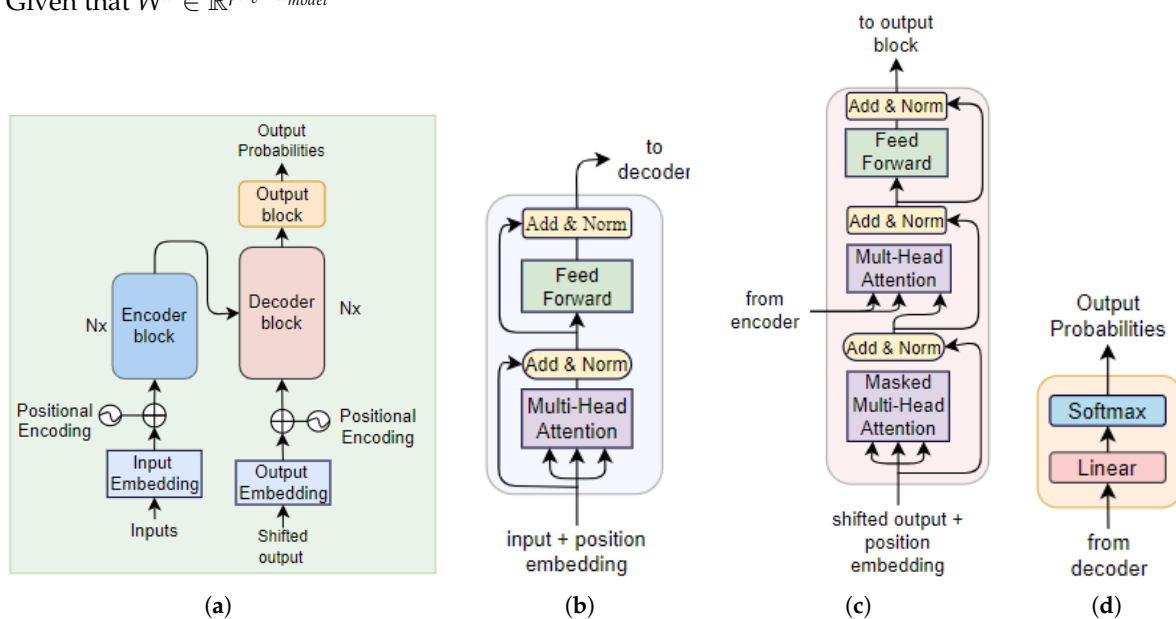 Given that
Output
Probabilities
Output
block
Nx
Encoder
block
Decoder
block
Nx
Positional
Encoding
Positional
Encoding
Input
Embedding
Output
Embedding
Inputs
Shifted
output
(a)
to
decoder
Add & Norm
Feed
Forward
Add & Norm
Multi-Head
Attention
input + position
embedding
(b)
to output
block
Add & Norm
Feed
Forward
Add & Norm
Mult-Head
Attention
from
encoder
Add & Norm
Masked
Multi-Head
Attention
shifted output +
position
embedding
(c)
Output
Probabilities
Softmax
Linear
from
decoder
(d)